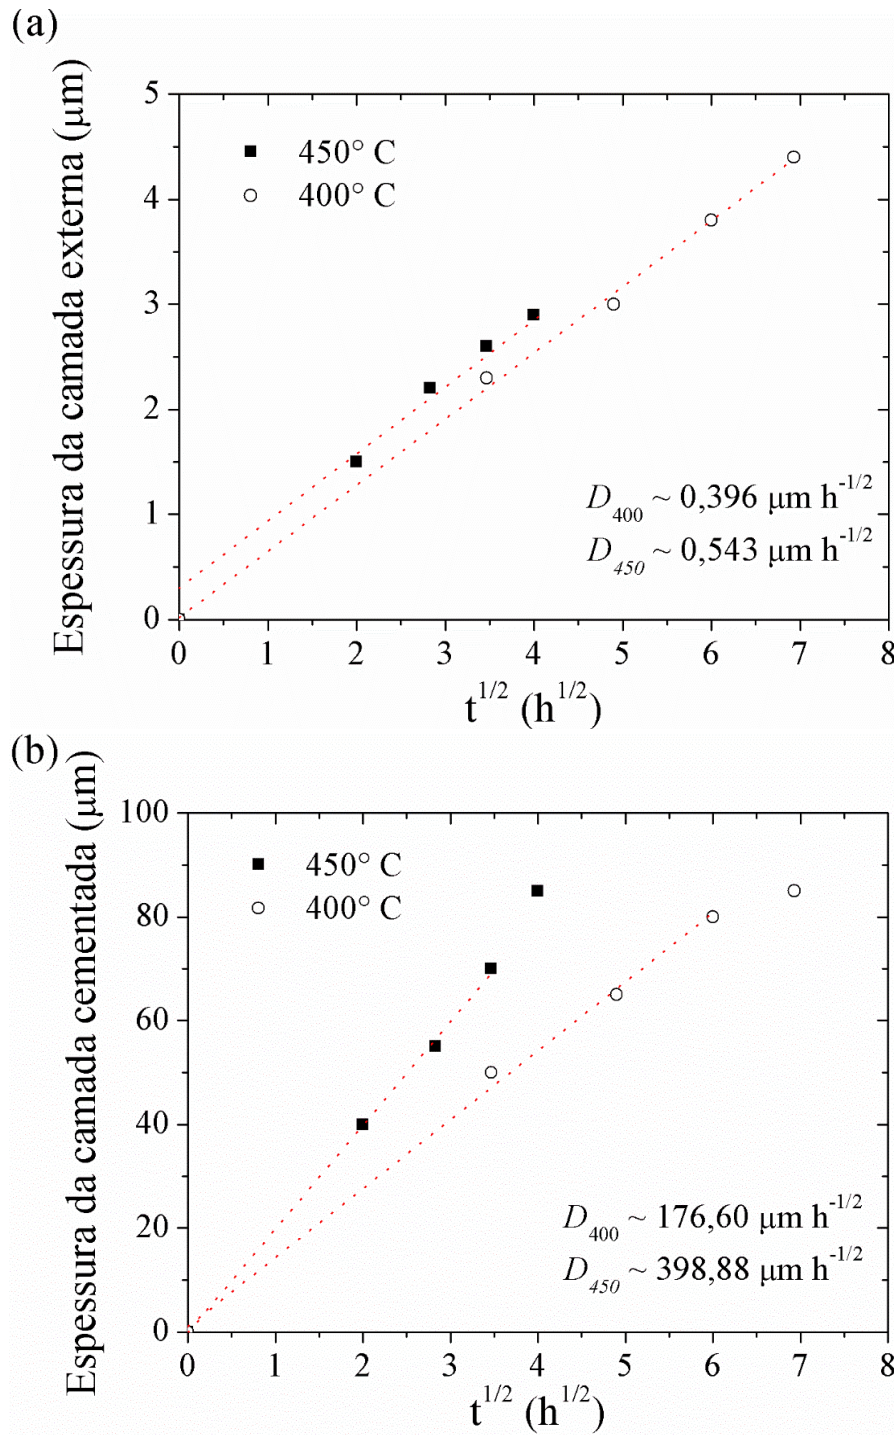 (a)
Espessura da camada externa (μm)
5
4
3
2
1
0
450° C
400° C
D400 ~ 0,396 μm h-1/2
D450 ~ 0,543 μm h-1/2
0 1 2 3 4 5 6 7 8
t1/2 (h1/2)
(b)
Espessura da camada cementada (μm)
100
80
60
40
20
0
450° C
400° C
D400 ~ 176,60 μm h-1/2
D450 ~ 398,88 μm h-1/2
0 1 2 3 4 5 6 7 8
t1/2 (h1/2)